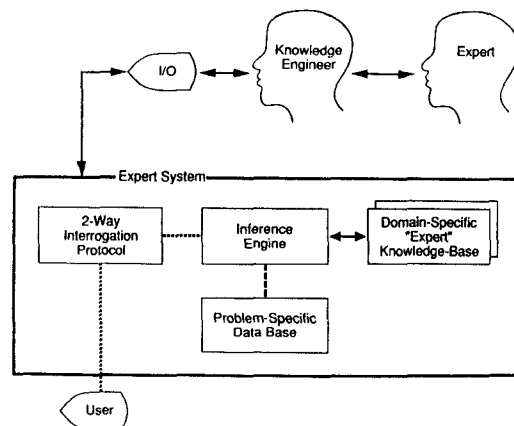 I/O
Knowledge
Engineer
Expert
Expert System
2-Way
Interrogation
Protocol
Inference
Engine
Domain-Specific
"Expert"
Knowledge-Base
Problem-Specific
Data Base
User